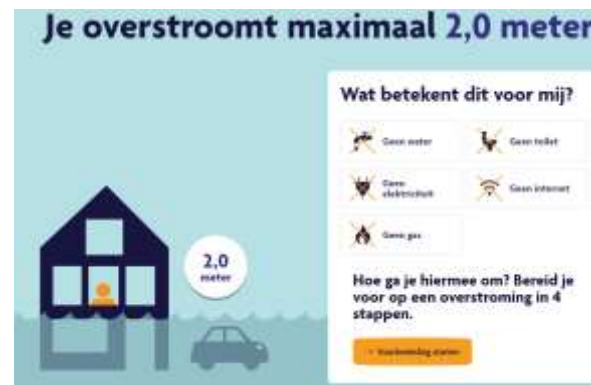 Je overstroomt maximaal 2,0 meter
Wat betekent dit voor mij?
Geen water
Geen toilet
Geen
elektriciteit
Geen internet
Geen gas
2,0
meter
Hoe ga je hiermee om? Bereid je
voor op een overstroming in 4
stappen.